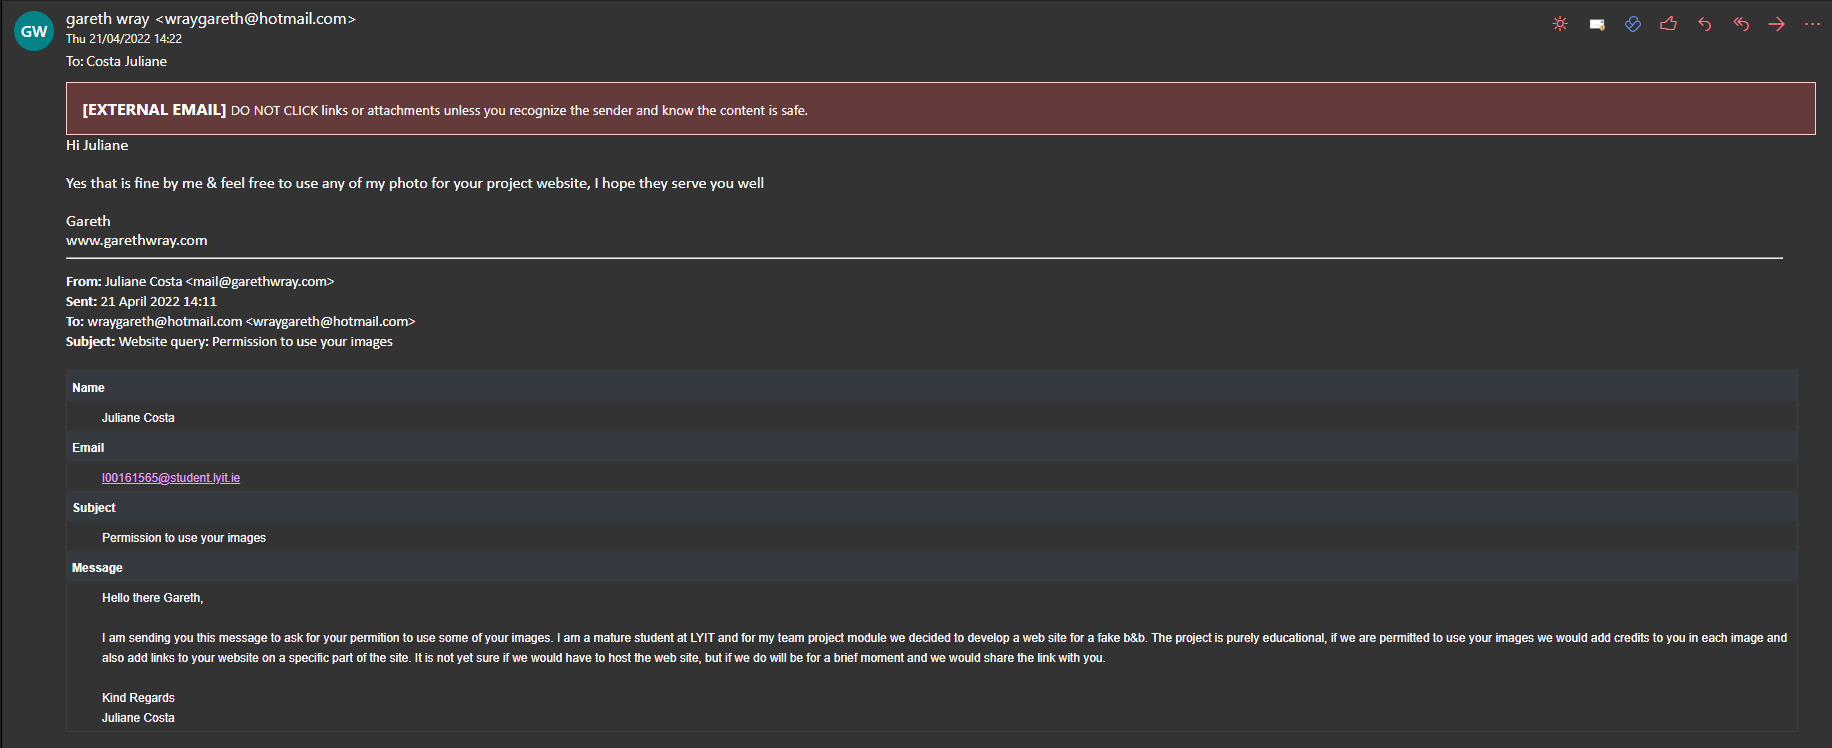 GW
gareth wray <wraygareth@hotmail.com>
Thu 21/04/2022 14:22
To: Costa Juliane
[EXTERNAL EMAIL] DO NOT CLICK links or attachments unless you recognize the sender and know the content is safe.
Hi Juliane
Yes that is fine by me & feel free to use any of my photo for your project website, I hope they serve you well
Gareth
www.garethwray.com
From: Juliane Costa <mail@garethwray.com>
Sent: 21 April 2022 14:11
To: wraygareth@hotmail.com <wraygareth@hotmail.com>
Subject: Website query: Permission to use your images
Name
Juliane Costa
Email
l00161565@student.lyit.ie
Subject
Permission to use your images
Message
Hello there Gareth,
I am sending you this message to ask for your permition to use some of your images. I am a mature student at LYIT and for my team project module we decided to develop a web site for a fake b&b. The project is purely educational, if we are permitted to use your images we would add credits to you in each image and
also add links to your website on a specific part of the site. It is not yet sure if we would have to host the web site, but if we do will be for a brief moment and we would share the link with you.
Kind Regards
Juliane Costa